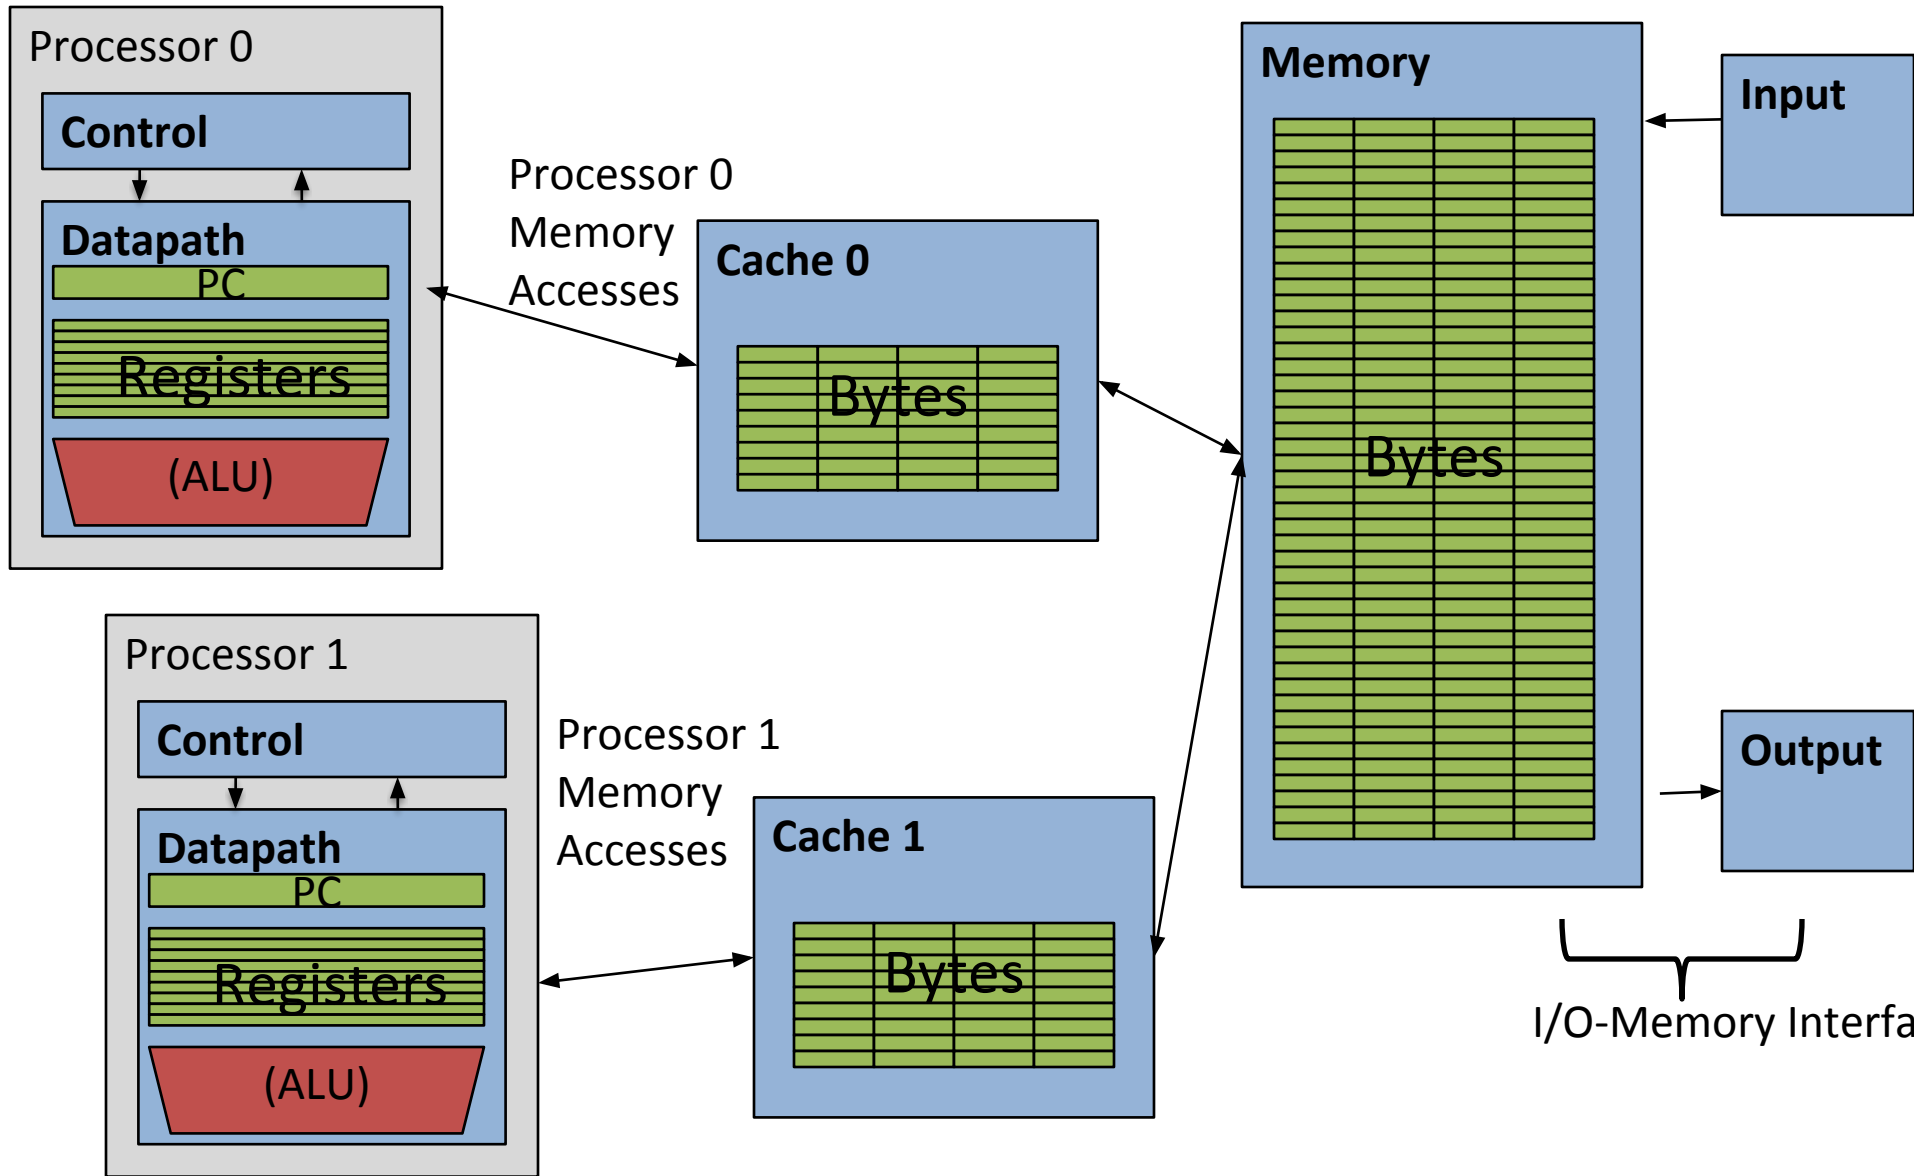 Processor 0
Control
Datapath
PC
Registers
(ALU)
Processor 0
Memory
Accesses
Cache 0
Bytes
Memory
Bytes
Input
Processor 1
Control
Datapath
PC
Registers
(ALU)
Processor 1
Memory
Accesses
Cache 1
Bytes
Output
I/O-Memory Interfa